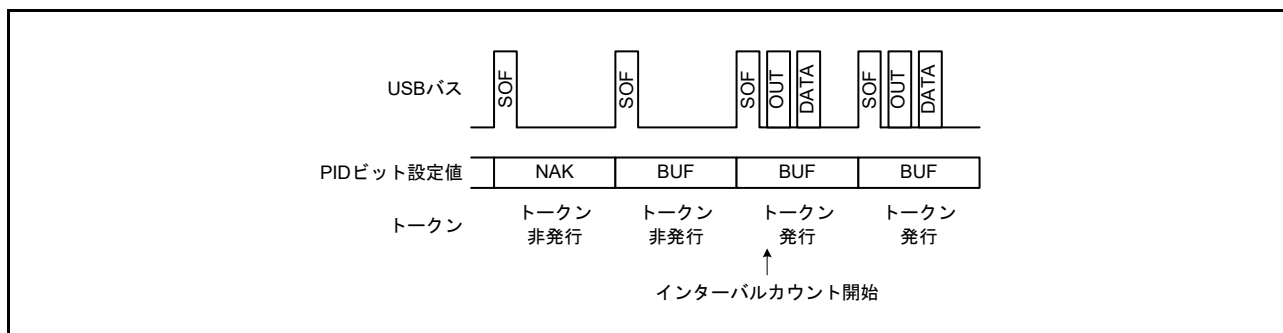 USBバス SOF SOF SOF OUT DATA SOF OUT DATA
PIDビット設定値 NAK BUF BUF BUF
トークン トークン トークン トークン トークン
非発行 非発行 発行 発行
インターバルカウント開始